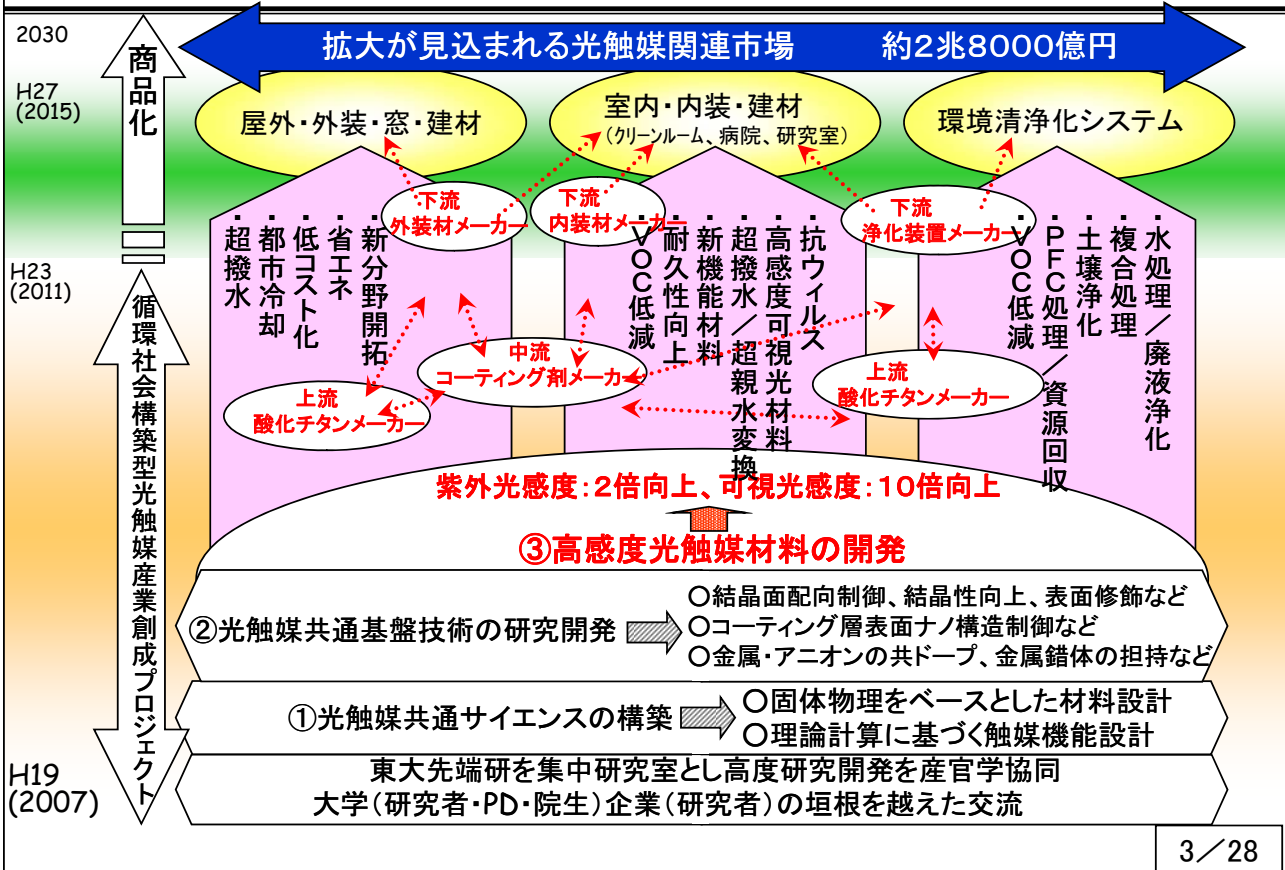 2030
H27
(2015)
H23
(2011)
H19
(2007)
商品化
循環社会構築型光触媒産業創成プロジェクト
拡大が見込まれる光触媒関連市場　約2兆8000億円
屋外・外装・窓・建材
室内・内装・建材
(クリーンルーム、病院、研究室)
環境清浄化システム
下流
外装材メーカー
下流
内装材メーカー
下流
浄化装置メーカー
・新分野開拓
・省エネ
・低コスト化
・都市冷却
・超撥水
・抗ウィルス
・高感度可視光材料
・超撥水/超親水変換
・新機能材料
・耐久性向上
・VOC低減
・水処理/廃液浄化
・複合処理
・土壌浄化
・PFC処理/資源回収
・VOC低減
中流
コーティング剤メーカー
上流
酸化チタンメーカー
上流
酸化チタンメーカー
紫外光感度:2倍向上、可視光感度:10倍向上
③高感度光触媒材料の開発
②光触媒共通基盤技術の研究開発
○結晶面配向制御、結晶性向上、表面修飾など
○コーティング層表面ナノ構造制御など
○金属・アニオンの共ドープ、金属錯体の担持など
①光触媒共通サイエンスの構築
○固体物理をベースとした材料設計
○理論計算に基づく触媒機能設計
東大先端研を集中研究室とし高度研究開発を産官学協同
大学(研究者・PD・院生)企業(研究者)の垣根を越えた交流
3/28